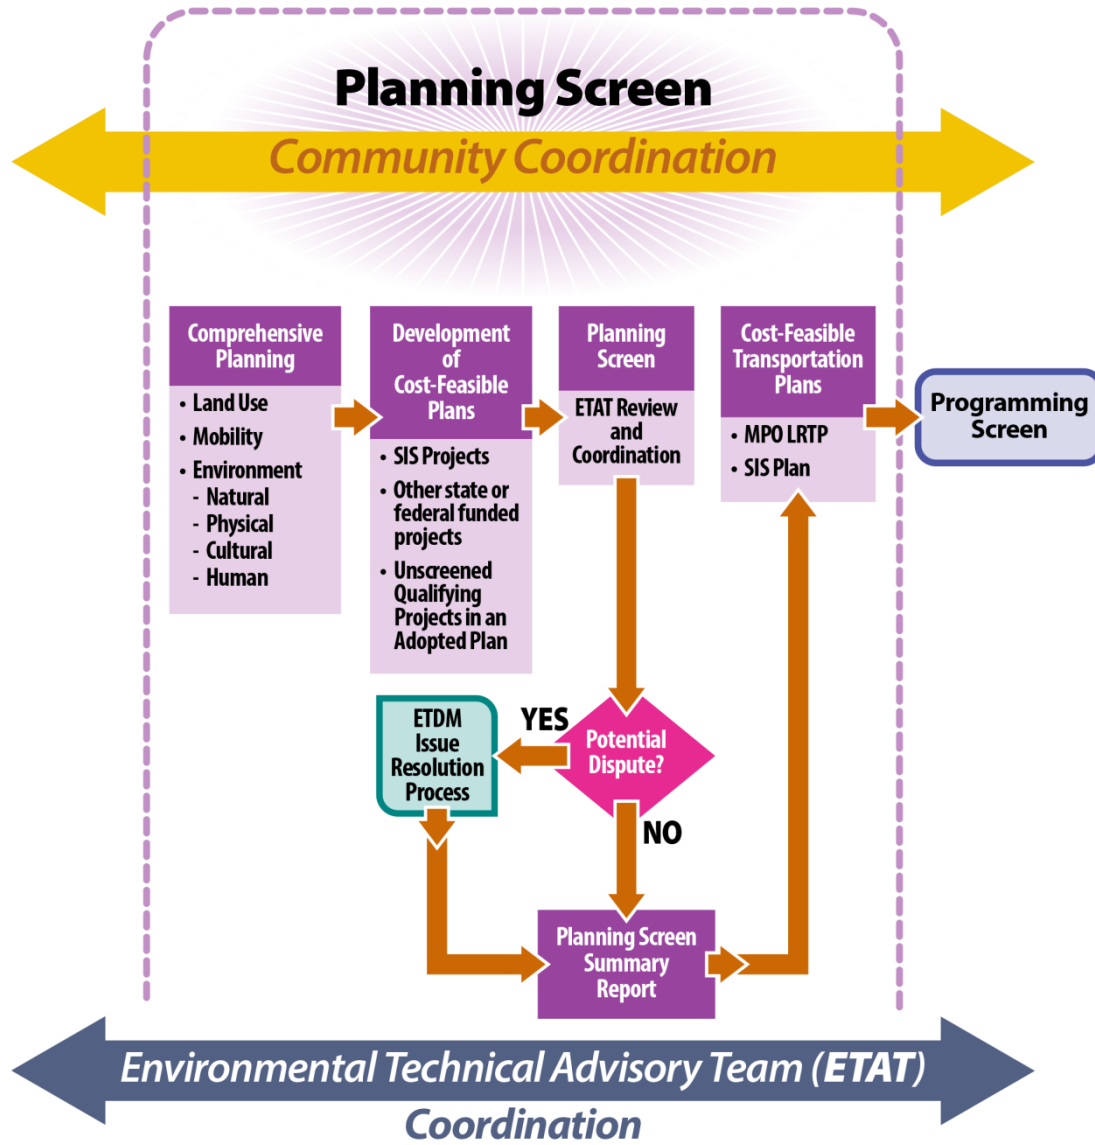 Planning Screen
Community Coordination
Comprehensive
Planning
• Land Use
• Mobility
• Environment
- Natural
- Physical
- Cultural
- Human
Development
of
Cost-Feasible
Plans
• SIS Projects
• Other state or
federal funded
projects
• Unscreened
Qualifying
Projects in an
Adopted Plan
Planning
Screen
ETAT Review
and
Coordination
Cost-Feasible
Transportation
Plans
• MPO LRTP
• SIS Plan
Programming
Screen
Potential
Dispute?
YES
ETDM
Issue
Resolution
Process
NO
Planning Screen
Summary
Report
Environmental Technical Advisory Team (ETAT)
Coordination